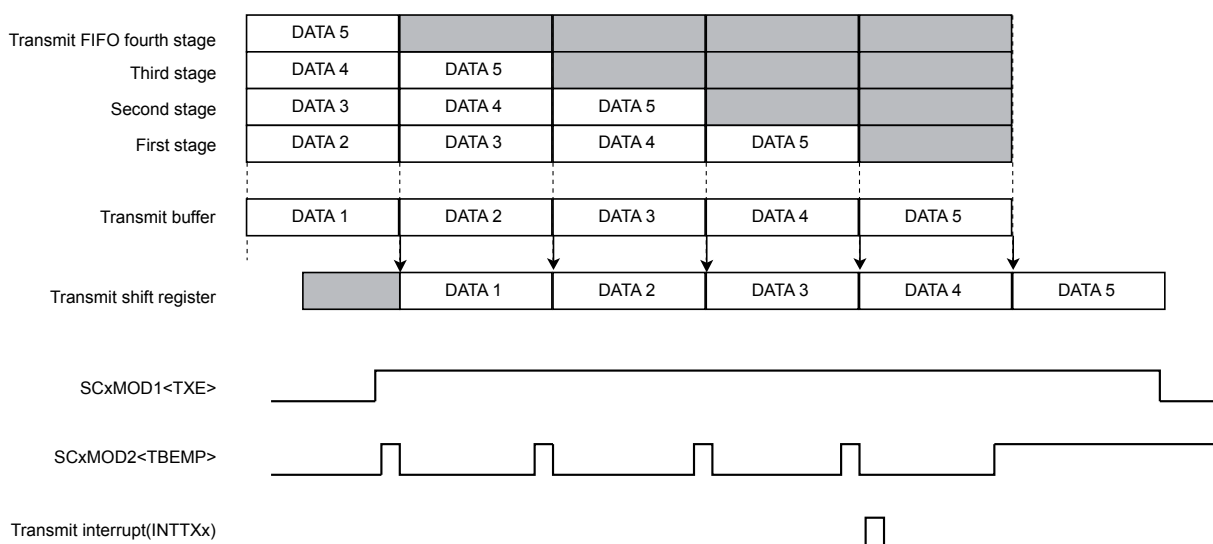 Transmit FIFO fourth stage DATA 5
Third stage DATA 4 DATA 5
Second stage DATA 3 DATA 4 DATA 5
First stage DATA 2 DATA 3 DATA 4 DATA 5
Transmit buffer DATA 1 DATA 2 DATA 3 DATA 4 DATA 5
Transmit shift register DATA 1 DATA 2 DATA 3 DATA 4 DATA 5
SCxMOD1<TXE>
SCxMOD2<TBEMP>
Transmit interrupt(INTTXx)